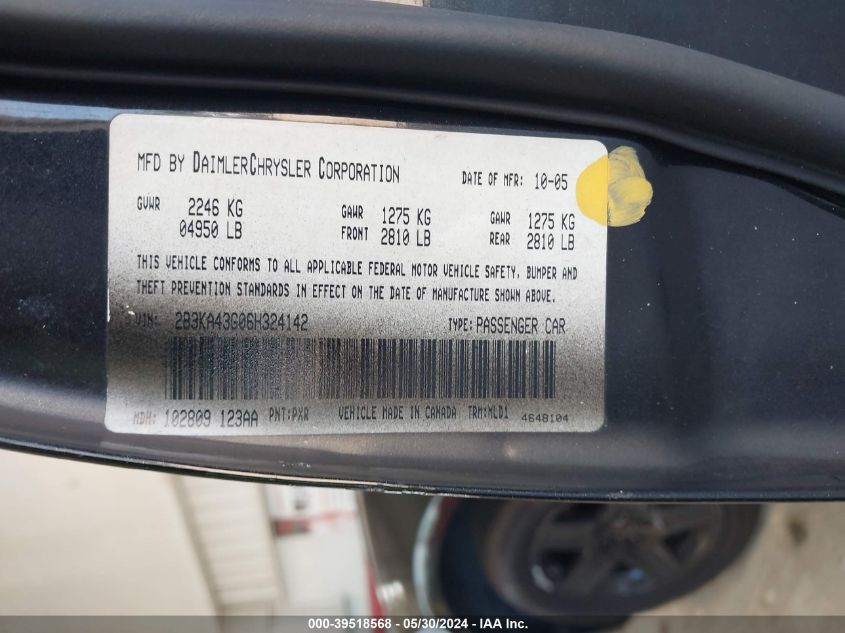 MFD BY DAIMLERCHRYSLER CORPORATION DATE OF MFR: 10-05
GVWR 2246 KG GAWR 1275 KG GAWR 1275 KG
04950 LB FRONT 2810 LB REAR 2810 LB
THIS VEHICLE CONFORMS TO ALL APPLICABLE FEDERAL MOTOR VEHICLE SAFETY, BUMPER AND
THEFT PREVENTION STANDARDS IN EFFECT ON THE DATE OF MANUFACTURE SHOWN ABOVE.
VIN: 2B3KA43G06H324142 TYPE: PASSENGER CAR
MDH: 102809 123AA PNT:PXR VEHICLE MADE IN CANADA TRM:MLD1 4648104
000-39518568 - 05/30/2024 - IAA Inc.